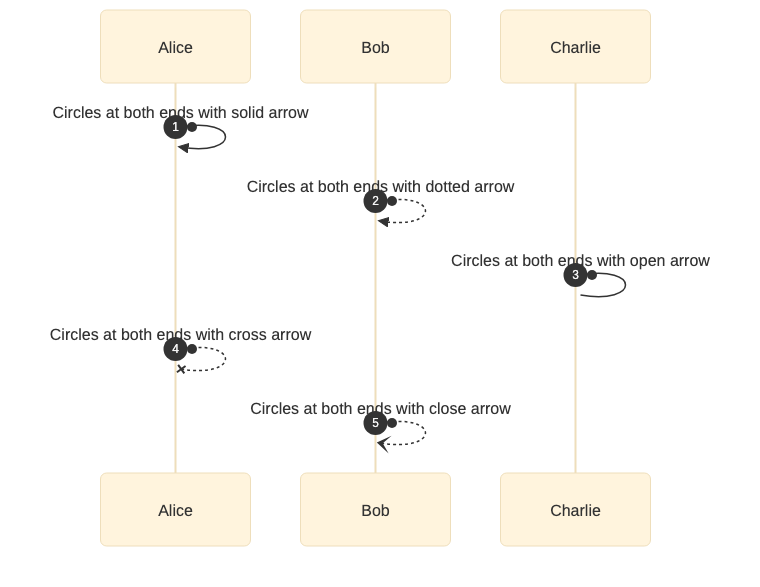 Alice
Bob
Charlie
Circles at both ends with solid arrow
1
Circles at both ends with dotted arrow
2
Circles at both ends with open arrow
3
Circles at both ends with cross arrow
4
Circles at both ends with close arrow
5
Alice
Bob
Charlie